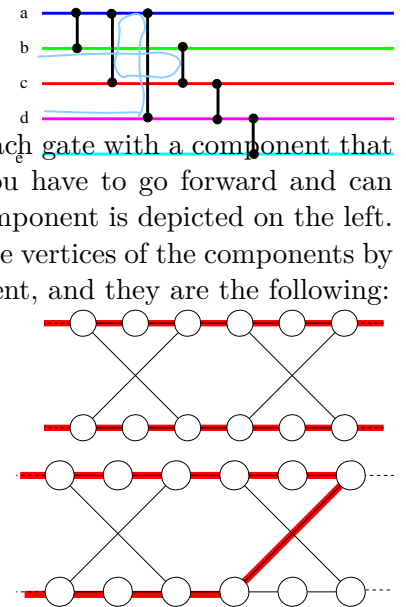 a
b
c
d
ach gate with a component that
e
ou have to go forward and can
mponent is depicted on the left.
e vertices of the components by
ent, and they are the following: